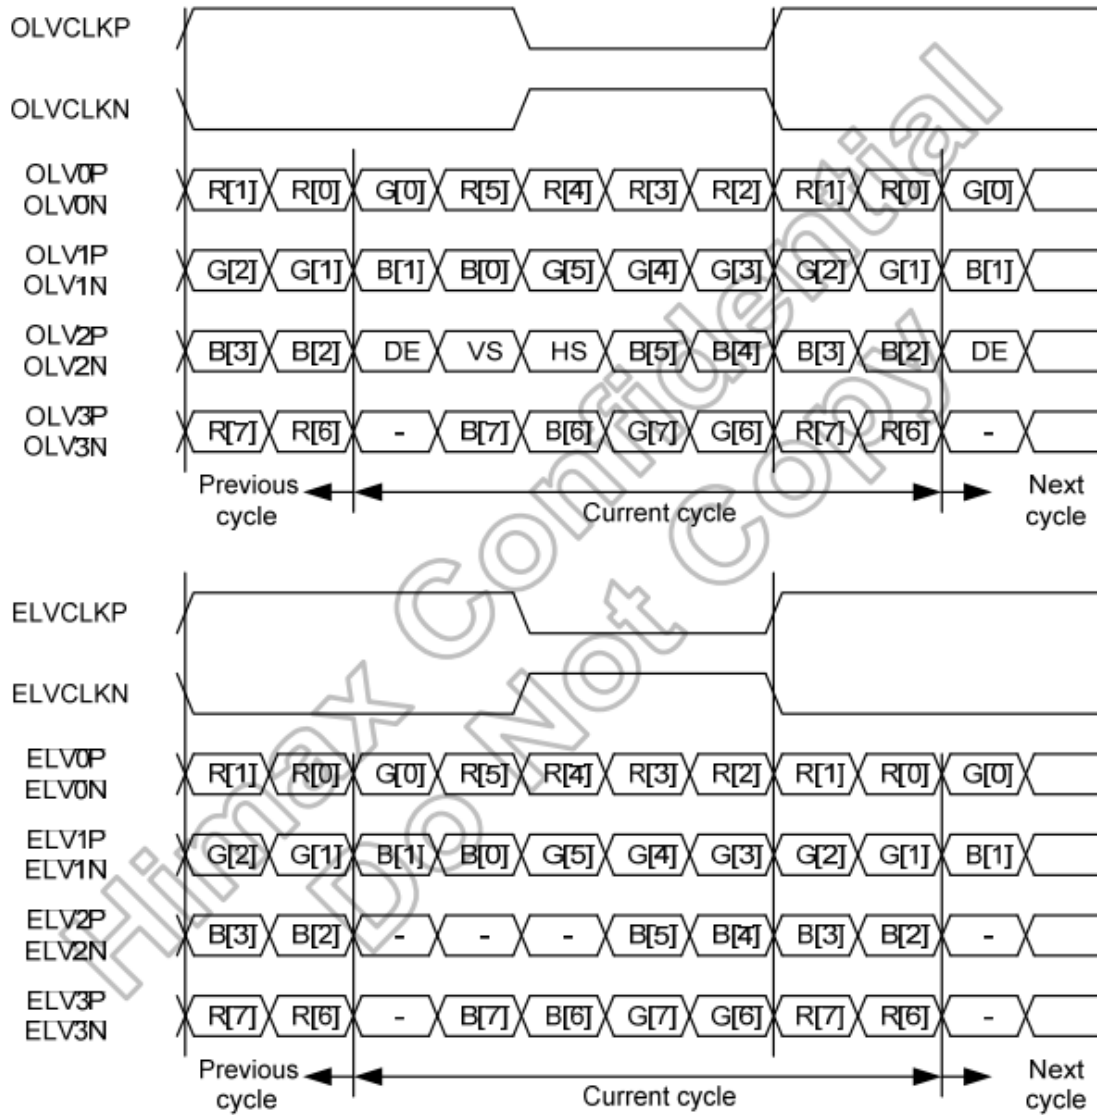 OLVCLKP
OLVCLKN
OLV0P
OLV0N
R[1] R[0] G[0] R[5] R[4] R[3] R[2] R[1] R[0] G[0]
OLV1P
OLV1N
G[2] G[1] B[1] B[0] G[5] G[4] G[3] G[2] G[1] B[1]
OLV2P
OLV2N
B[3] B[2] DE VS HS B[5] B[4] B[3] B[2] DE
OLV3P
OLV3N
R[7] R[6] - B[7] B[6] G[7] G[6] R[7] R[6] -
Previous
cycle
Current cycle
Next
cycle
ELVCLKP
ELVCLKN
ELV0P
ELV0N
R[1] R[0] G[0] R[5] R[4] R[3] R[2] R[1] R[0] G[0]
ELV1P
ELV1N
G[2] G[1] B[1] B[0] G[5] G[4] G[3] G[2] G[1] B[1]
ELV2P
ELV2N
B[3] B[2] - - - B[5] B[4] B[3] B[2] -
ELV3P
ELV3N
R[7] R[6] - B[7] B[6] G[7] G[6] R[7] R[6] -
Previous
cycle
Current cycle
Next
cycle
Himax Confidential
Do Not Copy